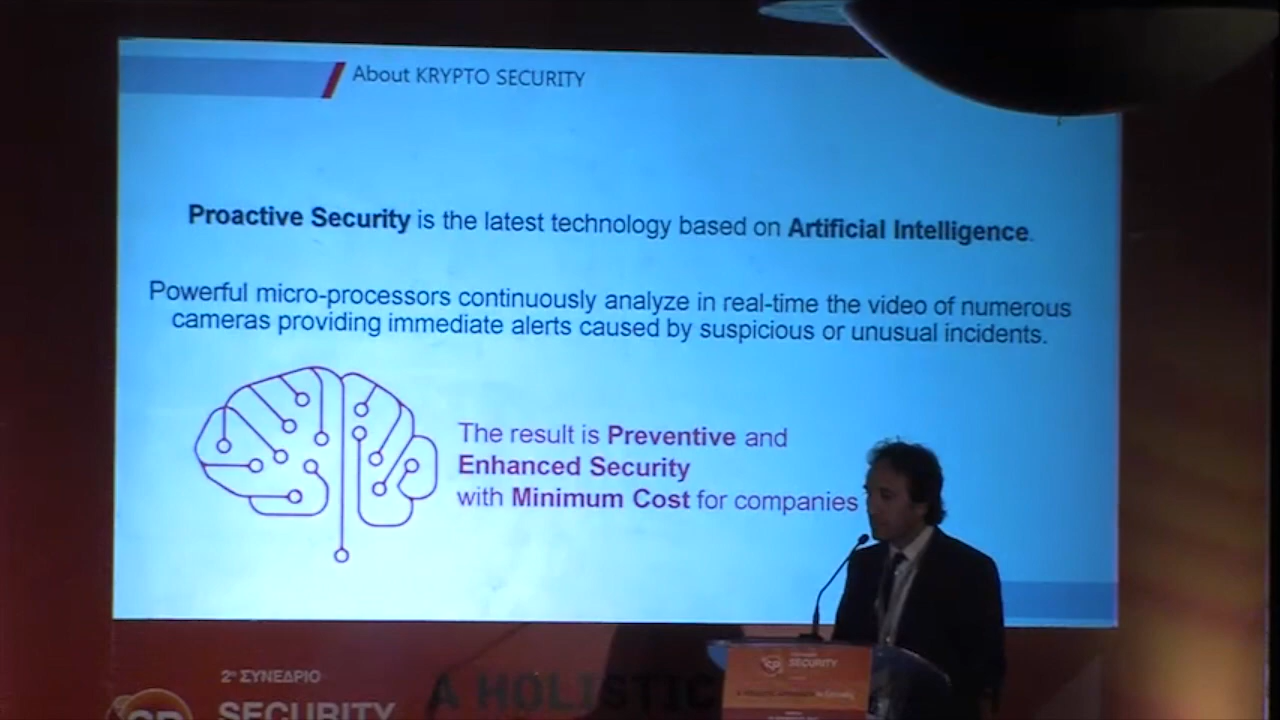 About KRYPTO SECURITY
Proactive Security is the latest technology based on Artificial Intelligence.
Powerful micro-processors continuously analyze in real-time the video of numerous
cameras providing immediate alerts caused by suspicious or unusual incidents.
The result is Preventive and
Enhanced Security
with Minimum Cost for companies
2ο ΣΥΝΕΔΡΙΟ
SECURITY
A HOLISTIC
SECURITY